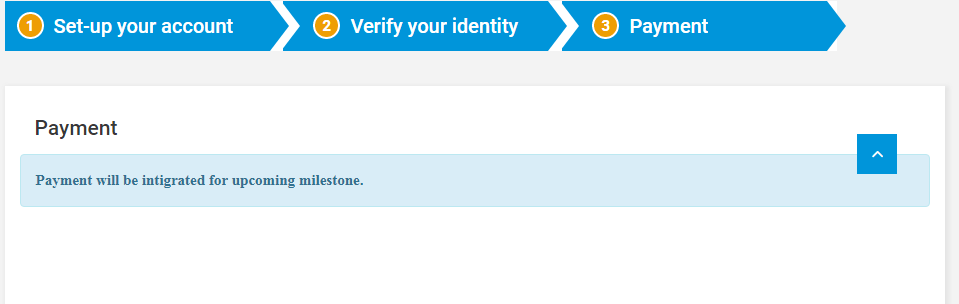 1 Set-up your account
2 Verify your identity
3 Payment
Payment
Payment will be intigrated for upcoming milestone.